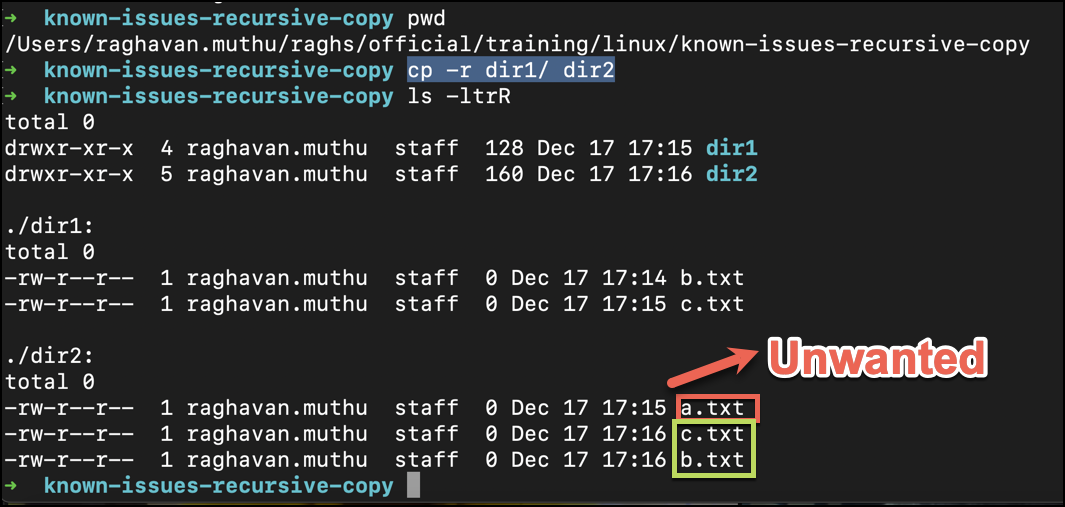 ➜ known-issues-recursive-copy pwd
/Users/raghavan.muthu/raghs/official/training/linux/known-issues-recursive-copy
➜ known-issues-recursive-copy cp -r dir1/ dir2
➜ known-issues-recursive-copy ls -ltrR
total 0
drwxr-xr-x 4 raghavan.muthu staff 128 Dec 17 17:15 dir1
drwxr-xr-x 5 raghavan.muthu staff 160 Dec 17 17:16 dir2
./dir1:
total 0
-rw-r--r-- 1 raghavan.muthu staff 0 Dec 17 17:14 b.txt
-rw-r--r-- 1 raghavan.muthu staff 0 Dec 17 17:15 c.txt
./dir2:
Unwanted
total 0
-rw-r--r-- 1 raghavan.muthu staff 0 Dec 17 17:15 a.txt
-rw-r--r-- 1 raghavan.muthu staff 0 Dec 17 17:16 c.txt
-rw-r--r-- 1 raghavan.muthu staff 0 Dec 17 17:16 b.txt
➜ known-issues-recursive-copy